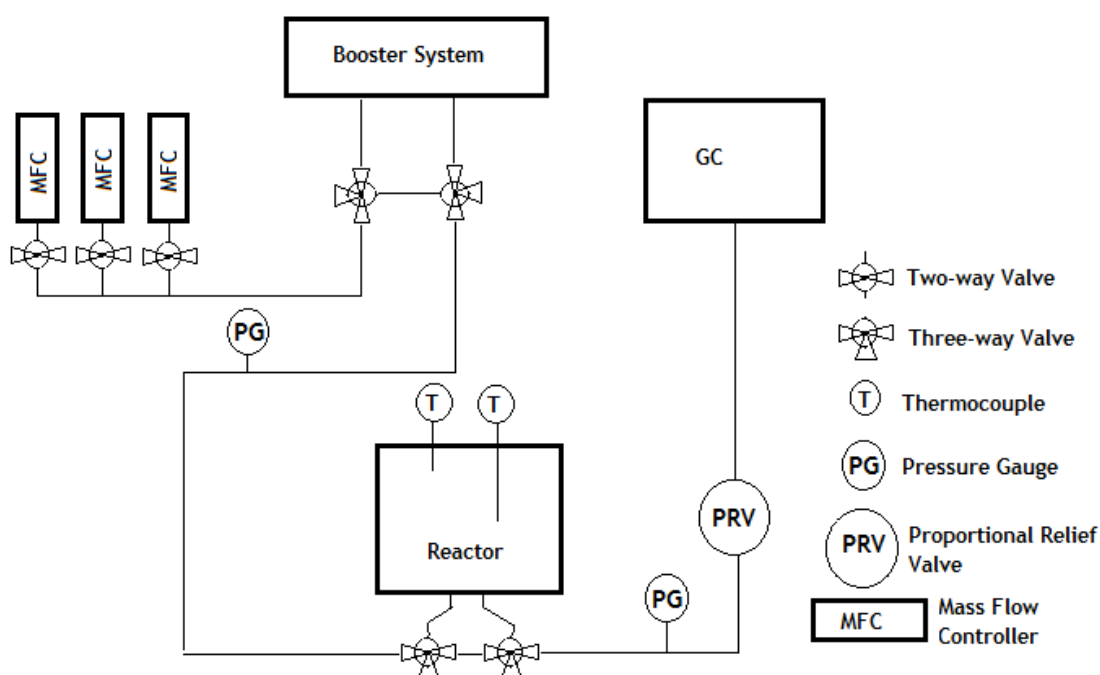 Booster System
MFC
MFC
MFC
GC
PG
T
T
Reactor
PRV
PG
Two-way Valve
Three-way Valve
T
Thermocouple
PG
Pressure Gauge
PRV
Proportional Relief
Valve
MFC
Mass Flow
Controller